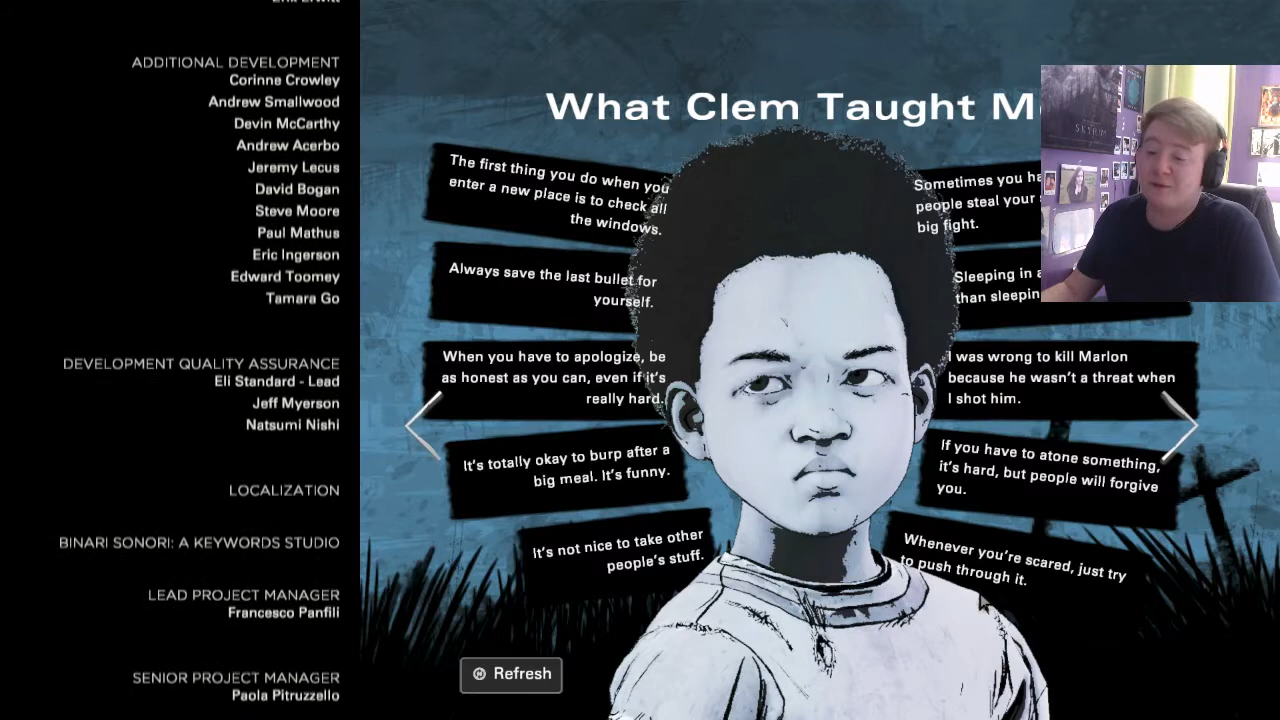 ADDITIONAL DEVELOPMENT
Corinne Crowley
Andrew Smallwood
Devin McCarthy
Andrew Acerbo
Jeremy Lecus
David Bogan
Steve Moore
Paul Mathus
Eric Ingerson
Edward Toomey
Tamara Go
DEVELOPMENT QUALITY ASSURANCE
Eli Standard - Lead
Jeff Myerson
Natsumi Nishi
LOCALIZATION
BINARI SONORI: A KEYWORDS STUDIO
LEAD PROJECT MANAGER
Francesco Panfili
SENIOR PROJECT MANAGER
Paola Pitruzzello
What Clem Taught
The first thing you do when you
enter a new place is to check all
the windows.
Always save the last bullet for
yourself.
When you have to apologize, be
as honest as you can, even if it's
really hard.
It's totally okay to burp after a
big meal. It's funny.
It's not nice to take other
people's stuff.
Sometimes you
people steal your
big fight.
Sleeping in
than
I was wrong to kill Marlon
because he wasn't a threat when
I shot him.
If you have to atone something,
it's hard, but people will forgive
you.
Whenever you're scared, just try
to push through it.
Refresh
SKYRIM